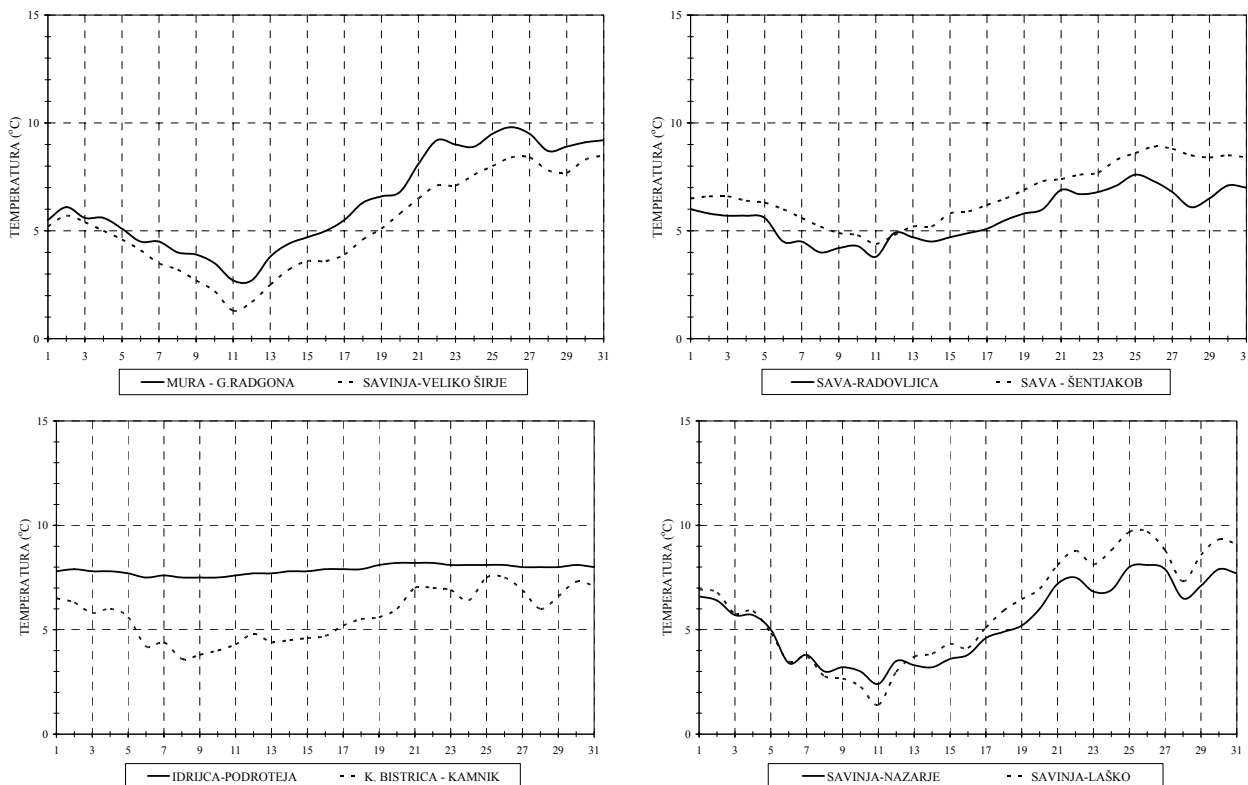 15
10
5
0
TEMPERATURA (°C)
1 3 5 7 9 11 13 15 17 19 21 23 25 27 29 31
MURA - G.RADGONA SAVINJA-VELIKO ŠIRJE
15
10
5
0
TEMPERATURA (°C)
1 3 5 7 9 11 13 15 17 19 21 23 25 27 29 31
SAVA-RADOVLJICA SAVA - ŠENTJAKOB
15
10
5
0
TEMPERATURA (°C)
1 3 5 7 9 11 13 15 17 19 21 23 25 27 29 31
IDRIJCA-PODROTEJA K. BISTRICA - KAMNIK
15
10
5
0
TEMPERATURA (°C)
1 3 5 7 9 11 13 15 17 19 21 23 25 27 29 31
SAVINJA-NAZARJE SAVINJA-LAŠKO